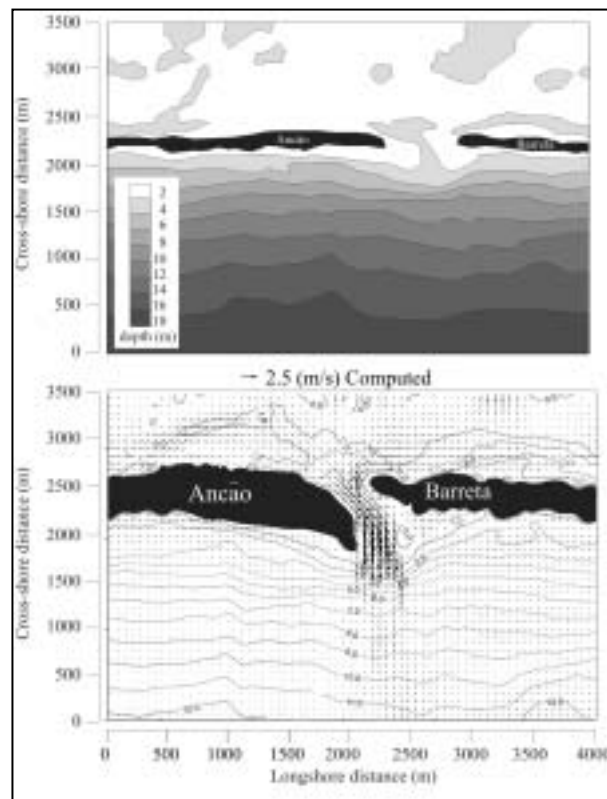 3500
3000
2500
2000
1500
1000
500
0
Cross-shore distance (m)
Ancão
Barreta
2
4
6
8
10
12
14
16
18
depth (m)
→ 2.5 (m/s) Computed
3500
3000
2500
2000
1500
1000
500
0
Cross-shore distance (m)
Ancão
Barreta
0 500 1000 1500 2000 2500 3000 3500 4000
Longshore distance (m)